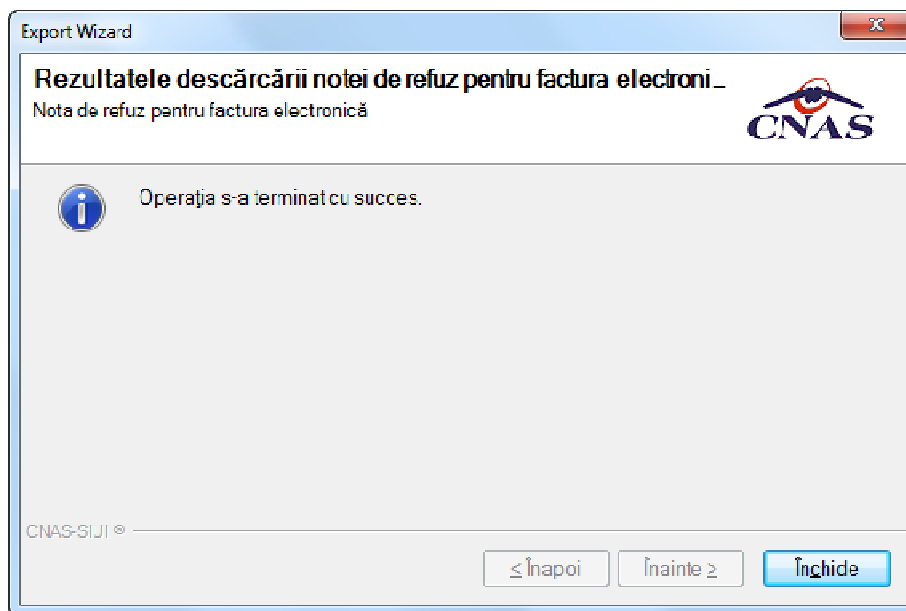 Export Wizard
Rezultatele descărcării notei de refuz pentru factura electroni...
Nota de refuz pentru factura electronică
CNAS
Operaţia s-a terminat cu succes.
CNAS-SIUI ®
< Înapoi
Înainte >
Închide